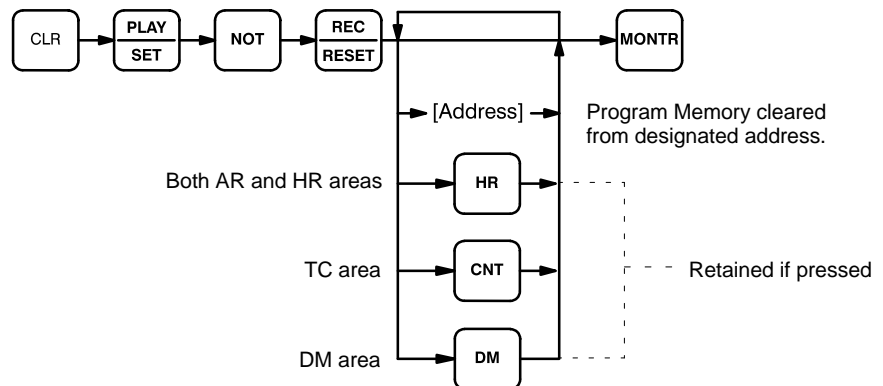 CLR
PLAY
SET
NOT
REC
RESET
MONTR
[Address]
Program Memory cleared
from designated address.
Both AR and HR areas
HR
TC area
CNT
Retained if pressed
DM area
DM